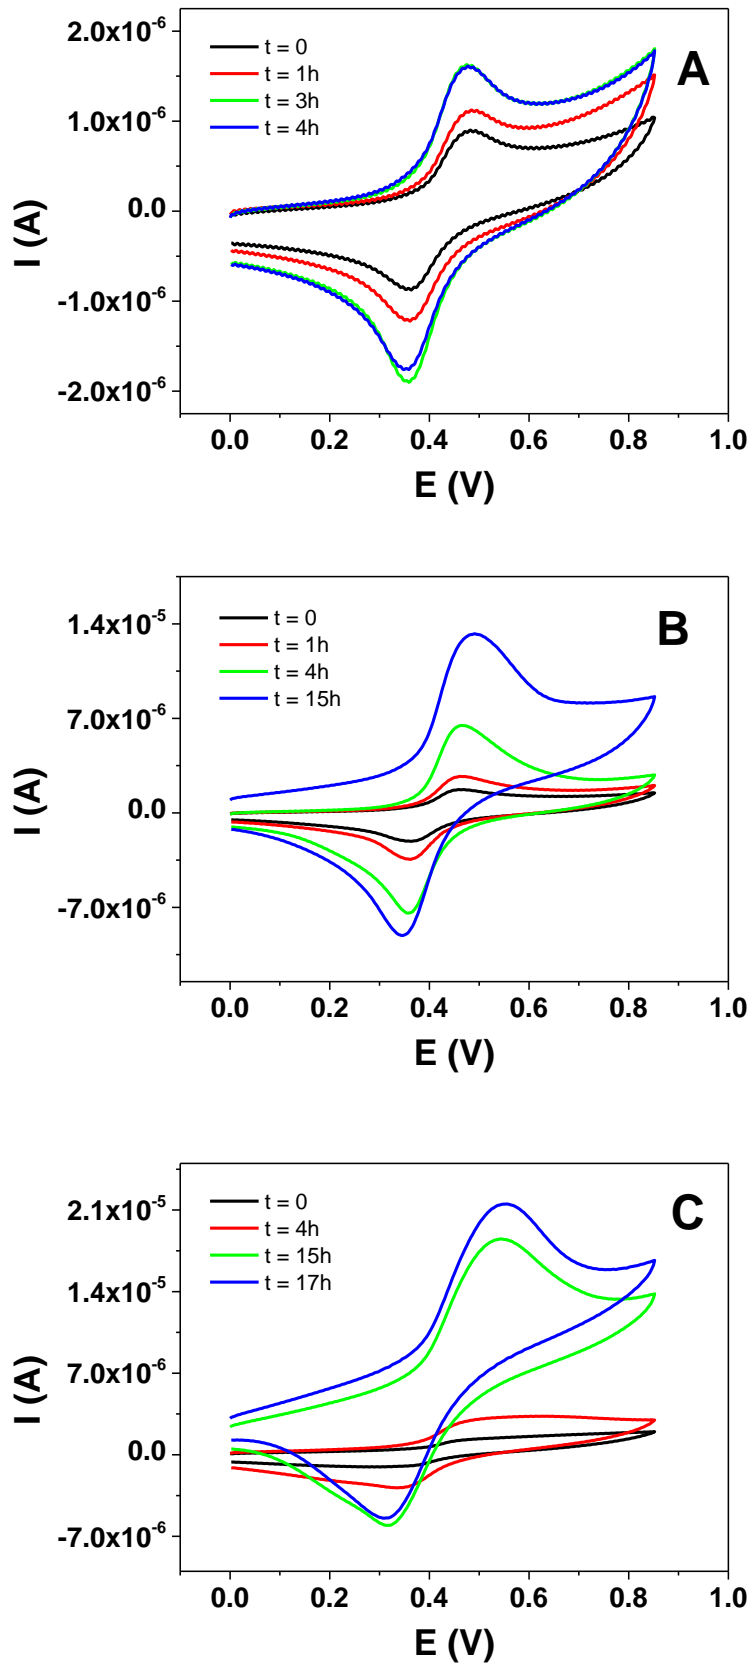 A
t = 0
t = 1h
t = 3h
t = 4h
2.0x10⁻⁶
1.0x10⁻⁶
0.0
-1.0x10⁻⁶
-2.0x10⁻⁶
I (A)
0.0 0.2 0.4 0.6 0.8 1.0
E (V)
B
t = 0
t = 1h
t = 4h
t = 15h
1.4x10⁻⁵
7.0x10⁻⁶
0.0
-7.0x10⁻⁶
I (A)
0.0 0.2 0.4 0.6 0.8 1.0
E (V)
C
t = 0
t = 4h
t = 15h
t = 17h
2.1x10⁻⁵
1.4x10⁻⁵
7.0x10⁻⁶
0.0
-7.0x10⁻⁶
I (A)
0.0 0.2 0.4 0.6 0.8 1.0
E (V)